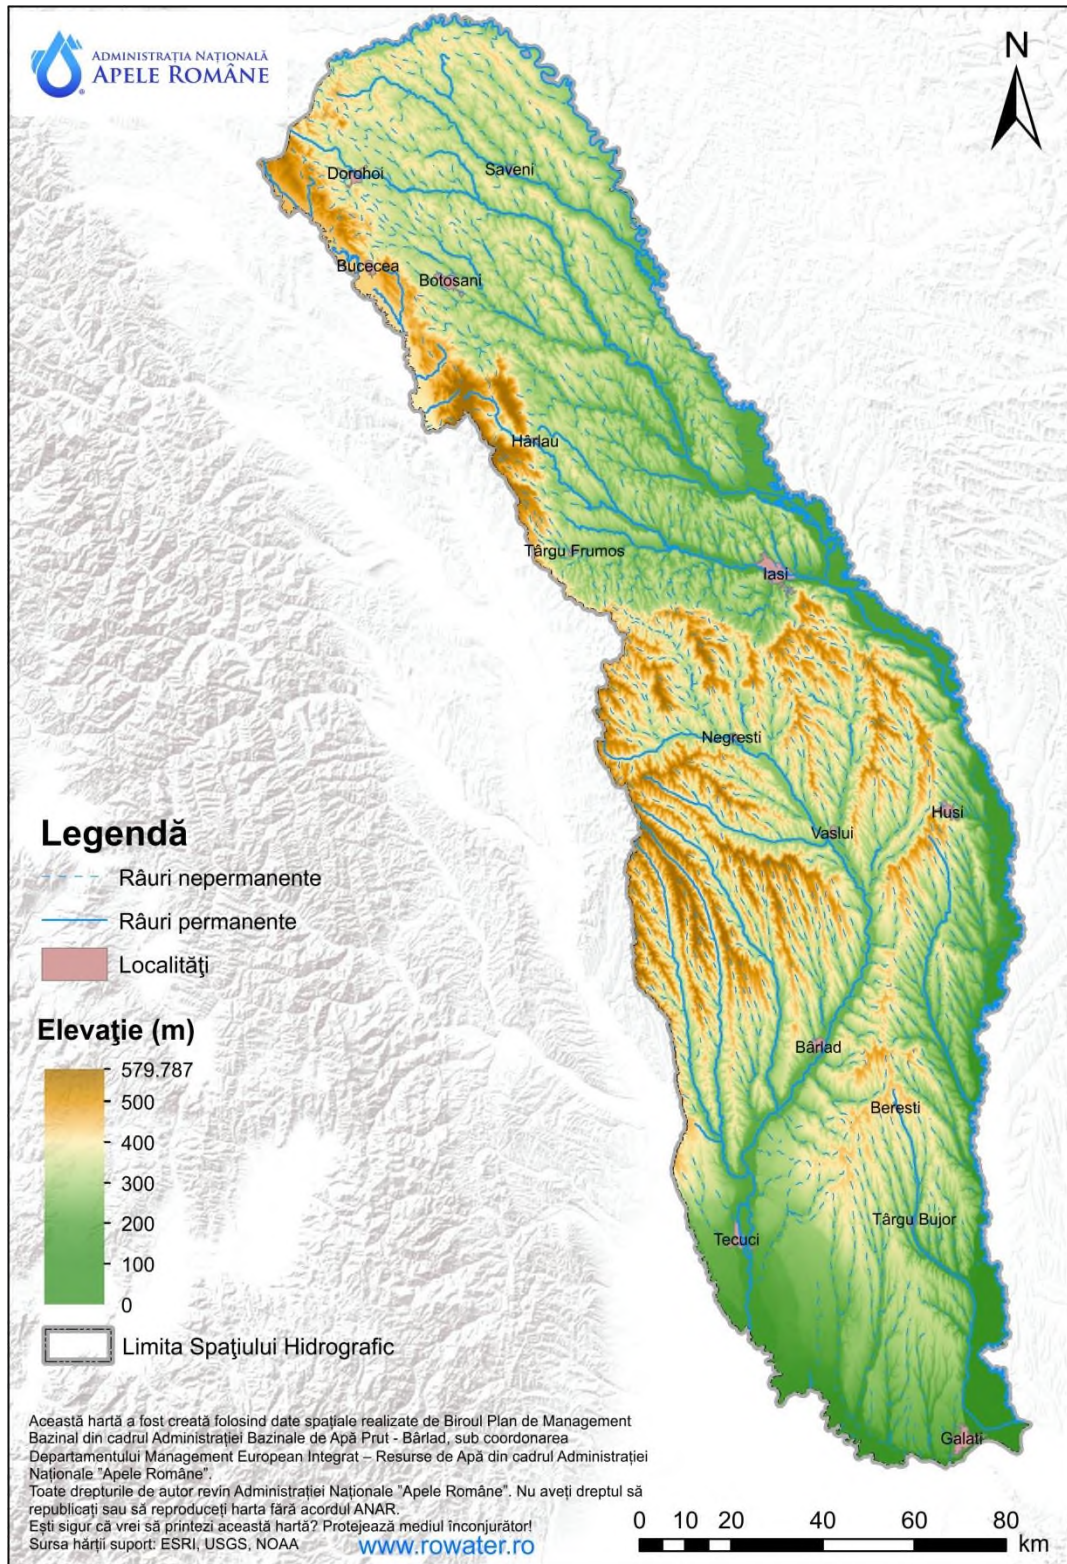 ADMINISTRAȚIA NAȚIONALĂ
APELE ROMÂNE
N
Dorohoi
Saveni
Bucecea
Botosani
Hârlau
Târgu Frumos
Iasi
Negresti
Husi
Vaslui
Bârlad
Beresti
Târgu Bujor
Tecuci
Galati
Legendă
Râuri nepermanente
Râuri permanente
Localităţi
Elevaţie (m)
579.787
500
400
300
200
100
0
Limita Spaţiului Hidrografic
Această hartă a fost creată folosind date spaţiale realizate de Biroul Plan de Management
Bazinal din cadrul Administraţiei Bazinale de Apă Prut - Bârlad, sub coordonarea
Departamentului Management European Integrat – Resurse de Apă din cadrul Administraţiei
Naţionale "Apele Române".
Toate drepturile de autor revin Administraţiei Naţionale "Apele Române". Nu aveţi dreptul să
republicaţi sau să reproduceţi harta fără acordul ANAR.
Eşti sigur că vrei să printezi această hartă? Protejează mediul înconjurător!
Sursa hărţii suport: ESRI, USGS, NOAA www.rowater.ro
0 10 20 40 60 80
km